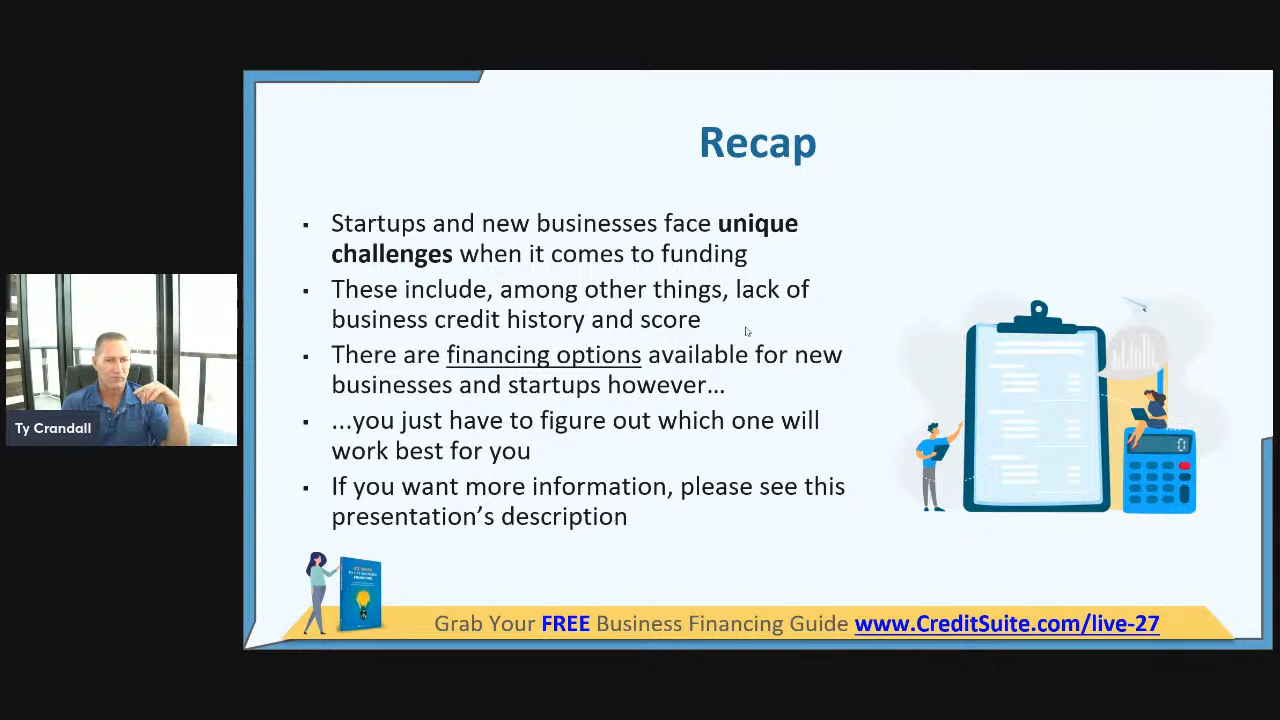 Recap
▪ Startups and new businesses face unique
challenges when it comes to funding
▪ These include, among other things, lack of
business credit history and score
▪ There are financing options available for new
businesses and startups however…
▪ ...you just have to figure out which one will
work best for you
▪ If you want more information, please see this
presentation’s description
Ty Crandall
0
Grab Your FREE Business Financing Guide www.CreditSuite.com/live-27